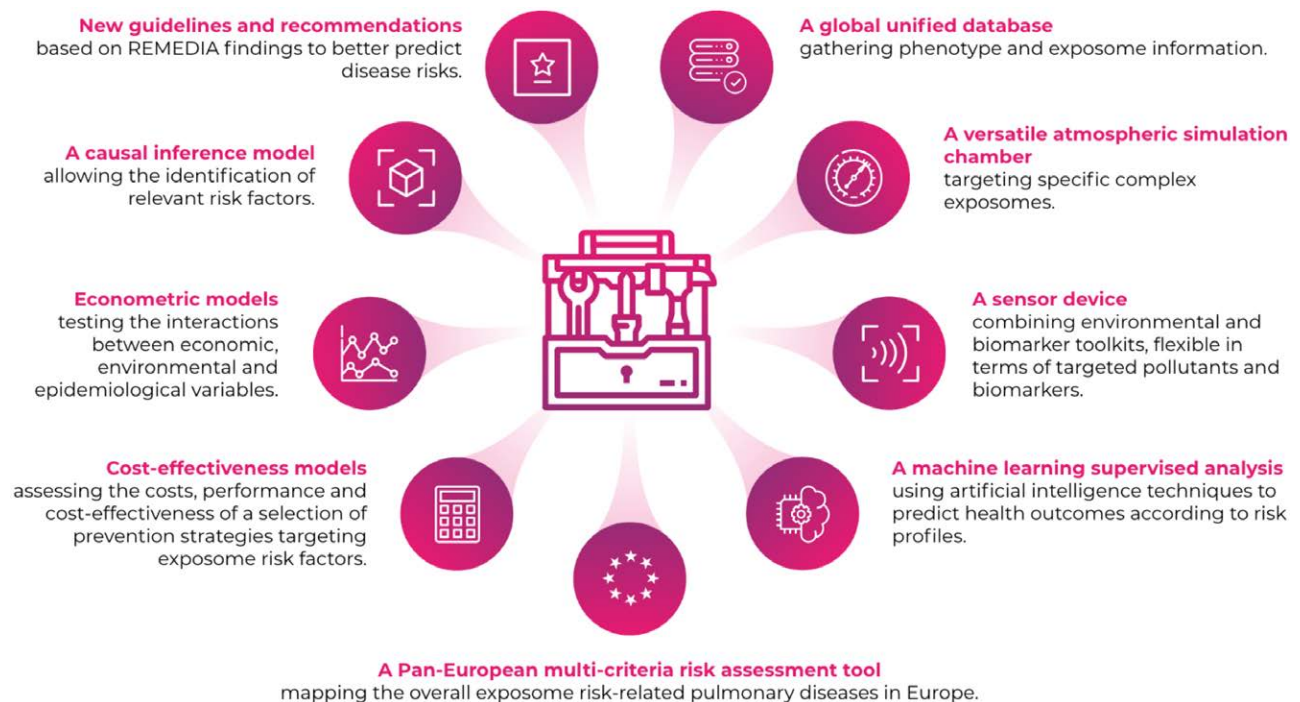 New guidelines and recommendations
based on REMEDIA findings to better predict
disease risks.
A global unified database
gathering phenotype and exposome information.
A causal inference model
allowing the identification of
relevant risk factors.
A versatile atmospheric simulation
chamber
targeting specific complex
exposomes.
Econometric models
testing the interactions
between economic,
environmental and
epidemiological variables.
A sensor device
combining environmental and
biomarker toolkits, flexible in
terms of targeted pollutants and
biomarkers.
Cost-effectiveness models
assessing the costs, performance and
cost-effectiveness of a selection of
prevention strategies targeting
exposome risk factors.
A machine learning supervised analysis
using artificial intelligence techniques to
predict health outcomes according to risk
profiles.
A Pan-European multi-criteria risk assessment tool
mapping the overall exposome risk-related pulmonary diseases in Europe.